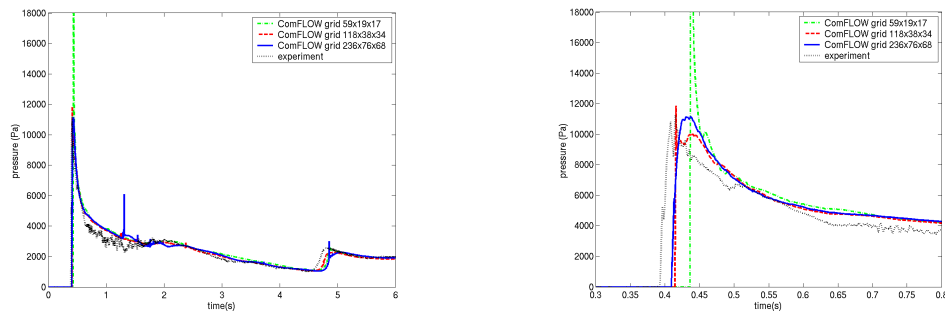 18000
16000
14000
12000
10000
8000
6000
4000
2000
0
pressure (Pa)
0 1 2 3 4 5 6
time(s)
ComFLOW grid 59x19x17
ComFLOW grid 118x38x34
ComFLOW grid 236x76x68
experiment
18000
16000
14000
12000
10000
8000
6000
4000
2000
0
pressure (Pa)
0.3 0.35 0.4 0.45 0.5 0.55 0.6 0.65 0.7 0.75 0.8
time(s)
ComFLOW grid 59x19x17
ComFLOW grid 118x38x34
ComFLOW grid 236x76x68
experiment